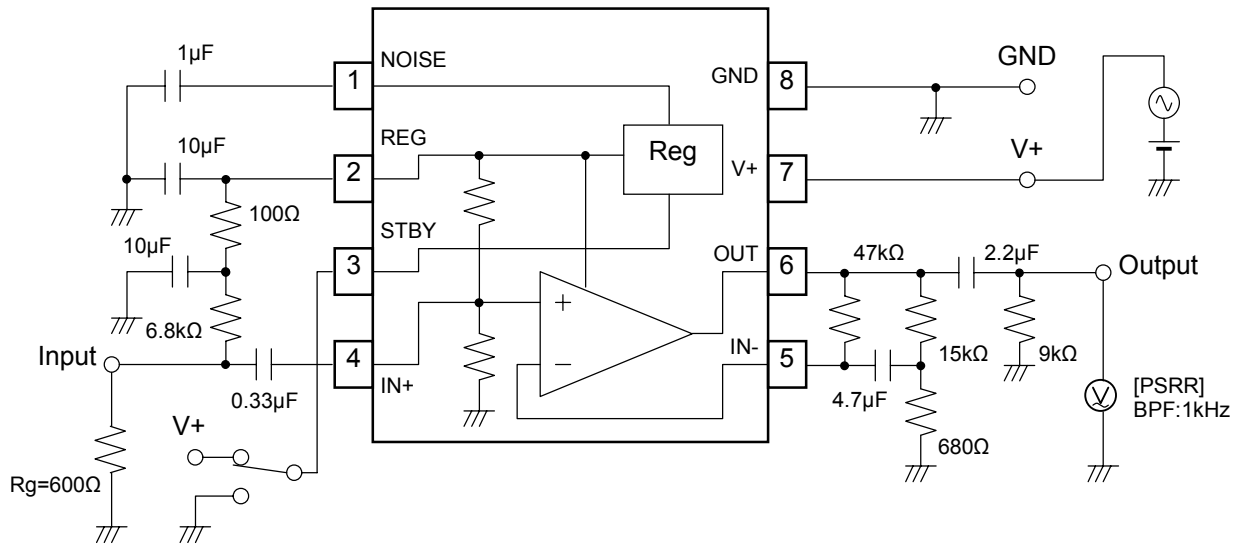 1µF
1
NOISE
GND
8
GND
10µF
2
REG
Reg
V+
7
V+
100Ω
10µF
3
STBY
OUT
6
47kΩ
2.2µF
Output
6.8kΩ
+
−
Input
4
IN+
IN-
5
15kΩ
9kΩ
0.33µF
4.7µF
[PSRR]
BPF:1kHz
V
V+
680Ω
Rg=600Ω